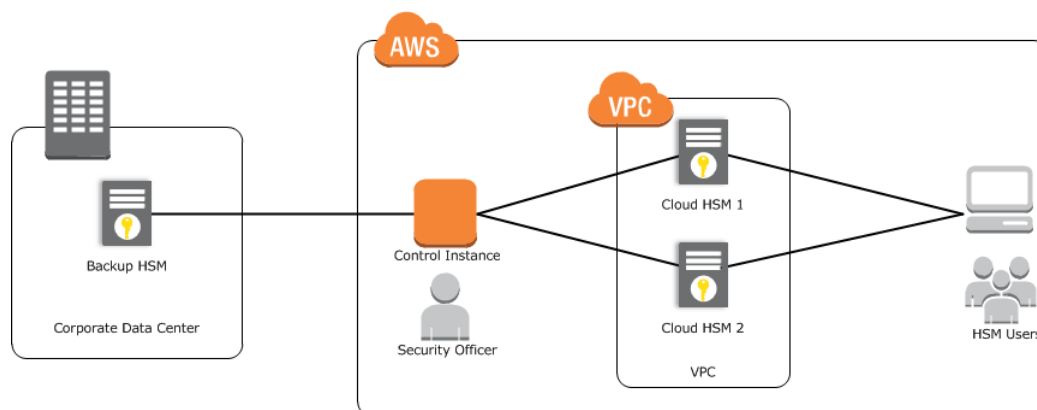 AWS
VPC
Cloud HSM 1
Backup HSM
Control Instance
Corporate Data Center
Security Officer
Cloud HSM 2
HSM Users
VPC